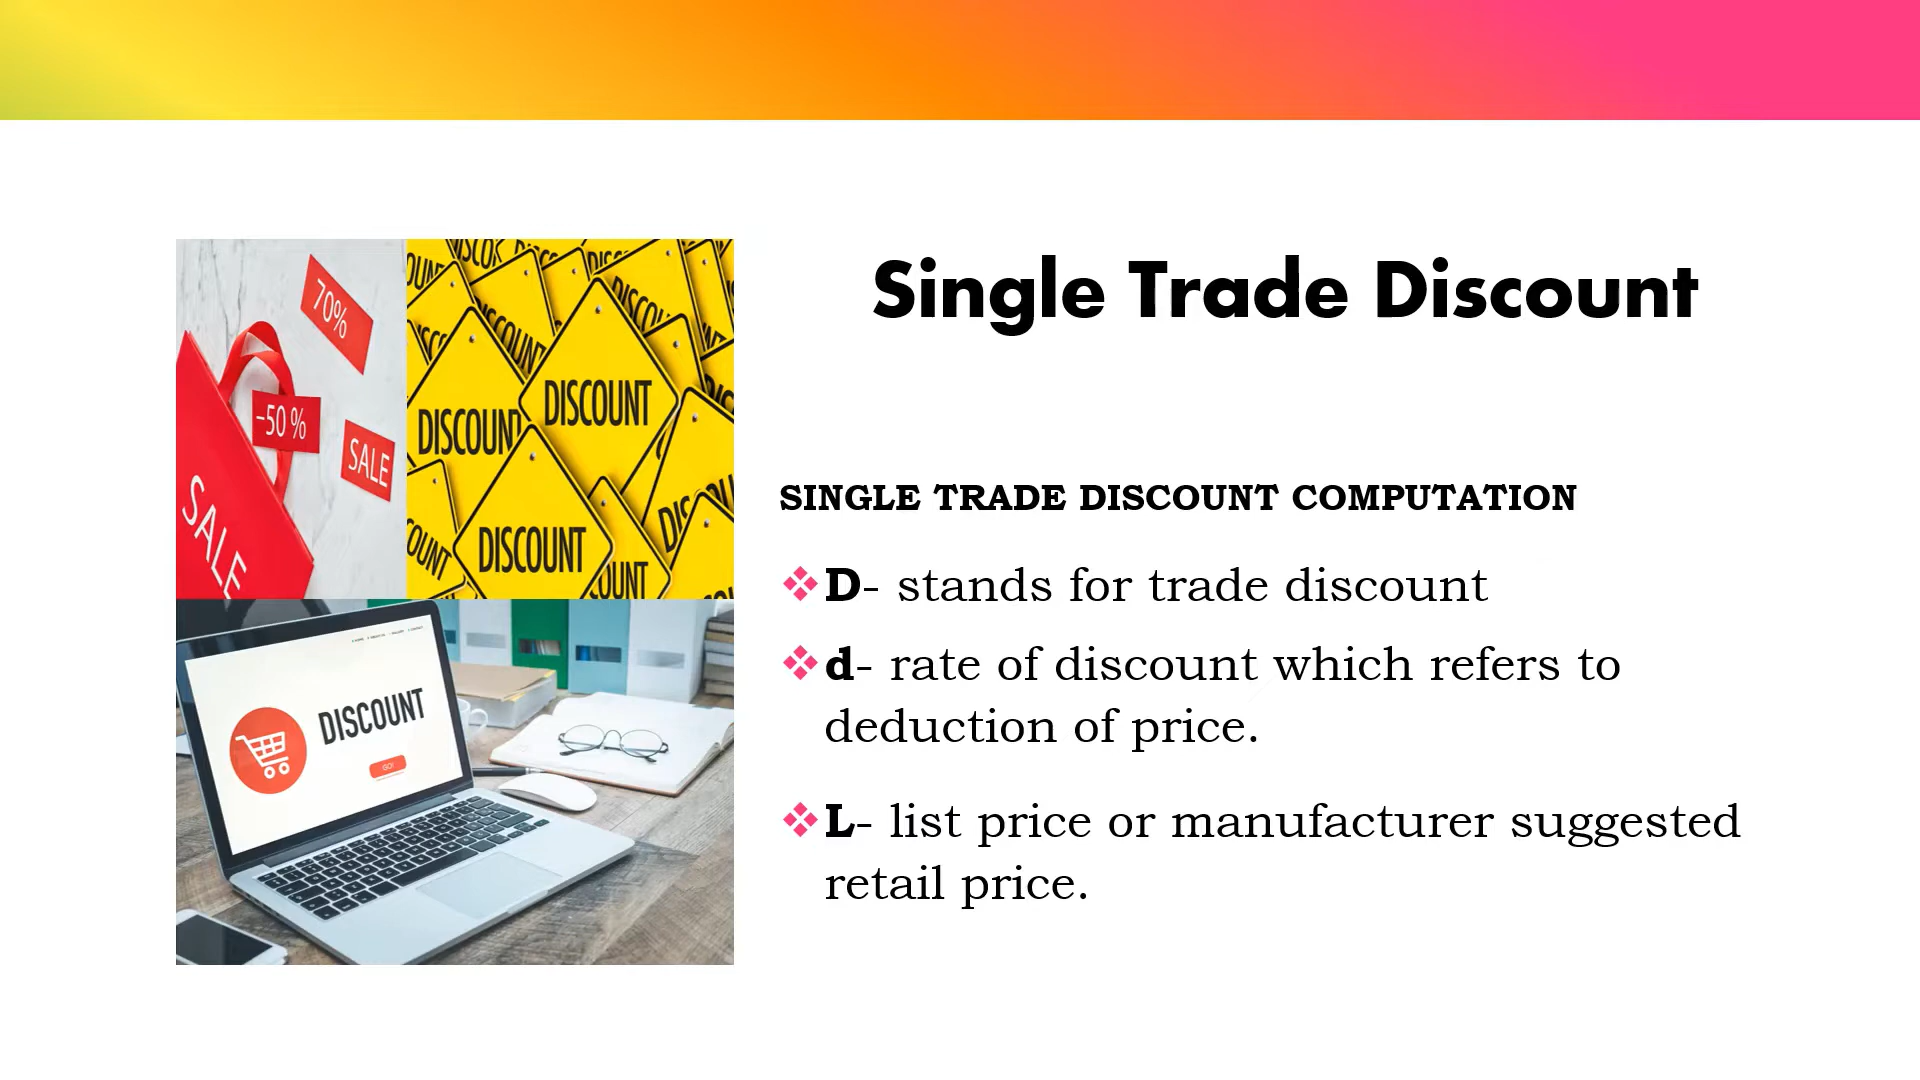 Single Trade Discount
SINGLE TRADE DISCOUNT COMPUTATION
D- stands for trade discount
d- rate of discount which refers to
deduction of price.
L- list price or manufacturer suggested
retail price.
70%
-50 %
SALE
SALE
DISCOUNT
DISCOUNT
DISCOUNT
DISCOUNT
GO!